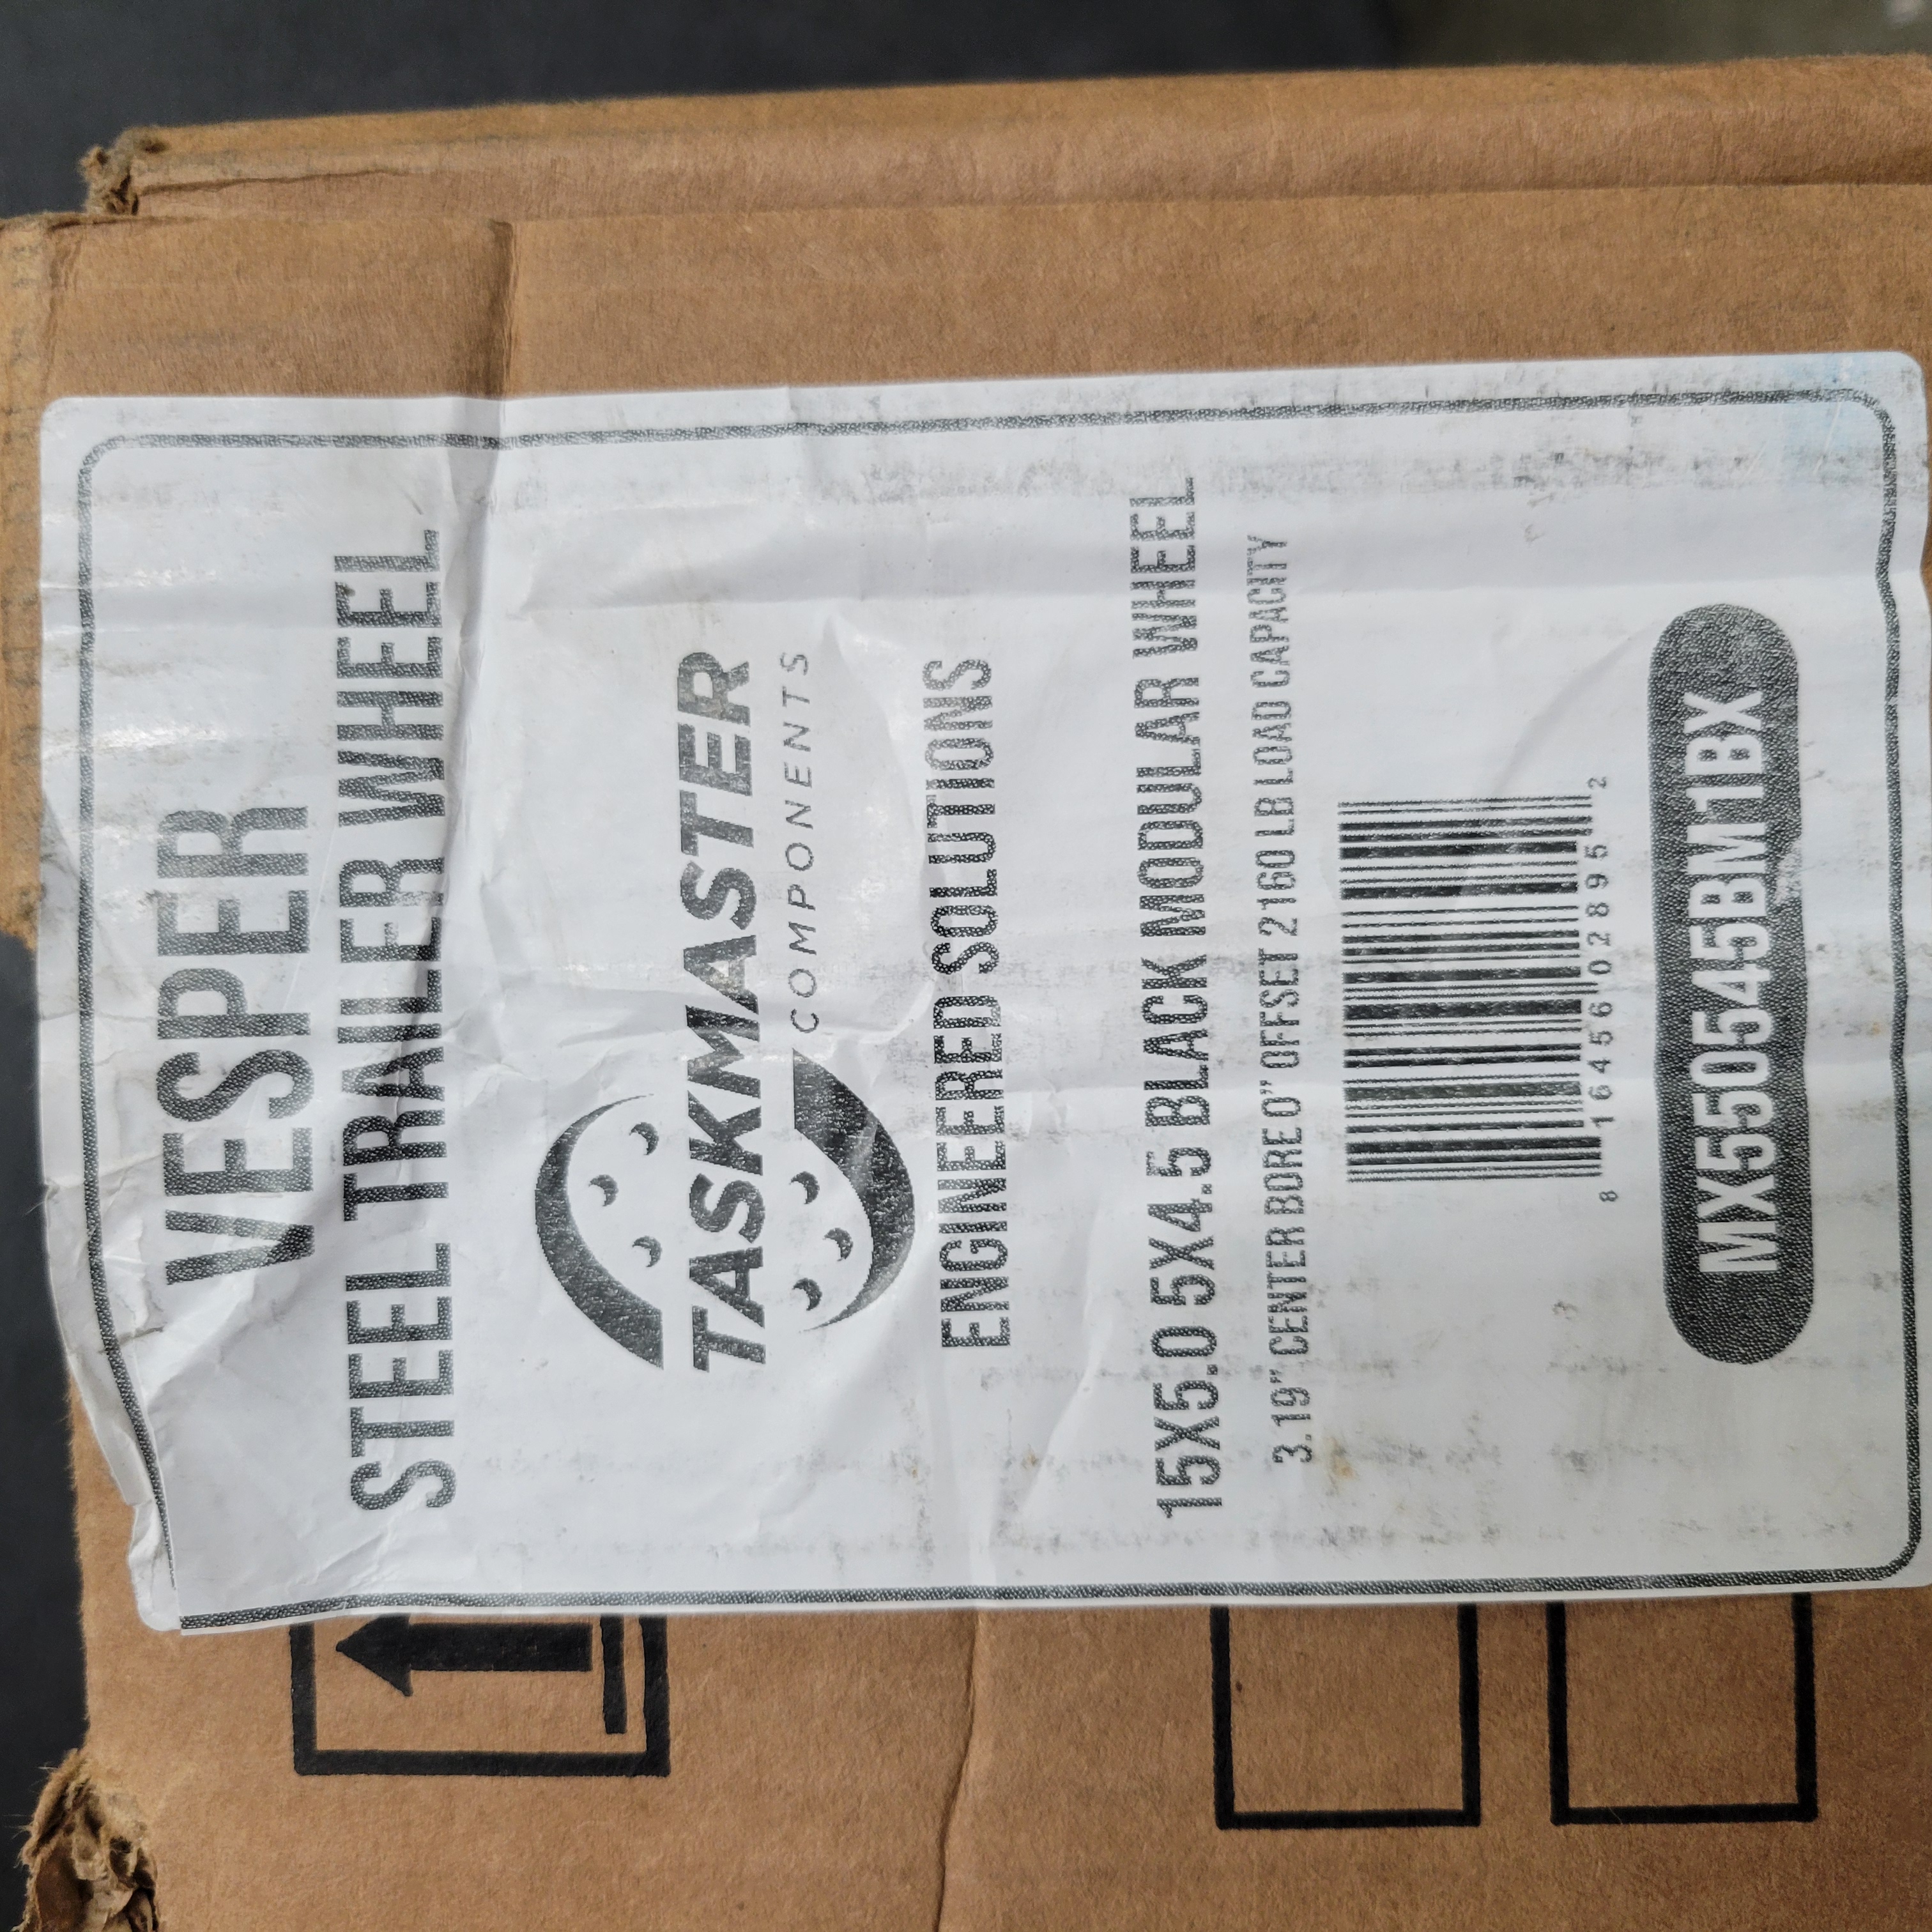 VESPER
STEEL TRAILER WHEEL
TASKMASTER
COMPONENTS
ENGINEERED SOLUTIONS
15X5.0 5X4.5 BLACK MODULAR WHEEL
3.19" CENTER BORE 0" OFFSET 2160 LB LOAD CAPACITY
8 16456 02895 2
MX550545BM1BX